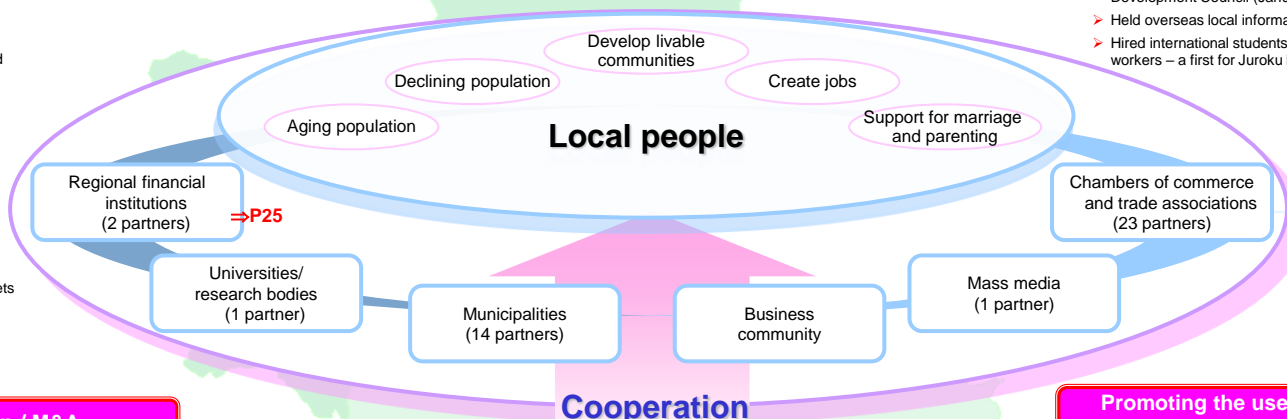 Development Council
➢ Held overseas local
➢ Hired international students
workers – a first for Juroku
Develop livable
communities
Declining population
Create jobs
Aging population
Support for marriage
and parenting
Local people
Regional financial
institutions
(2 partners)
⇒P25
Chambers of commerce
and trade associations
(23 partners)
Universities/
research bodies
(1 partner)
Mass media
(1 partner)
Municipalities
(14 partners)
Business
community
Cooperation
Promoting the use